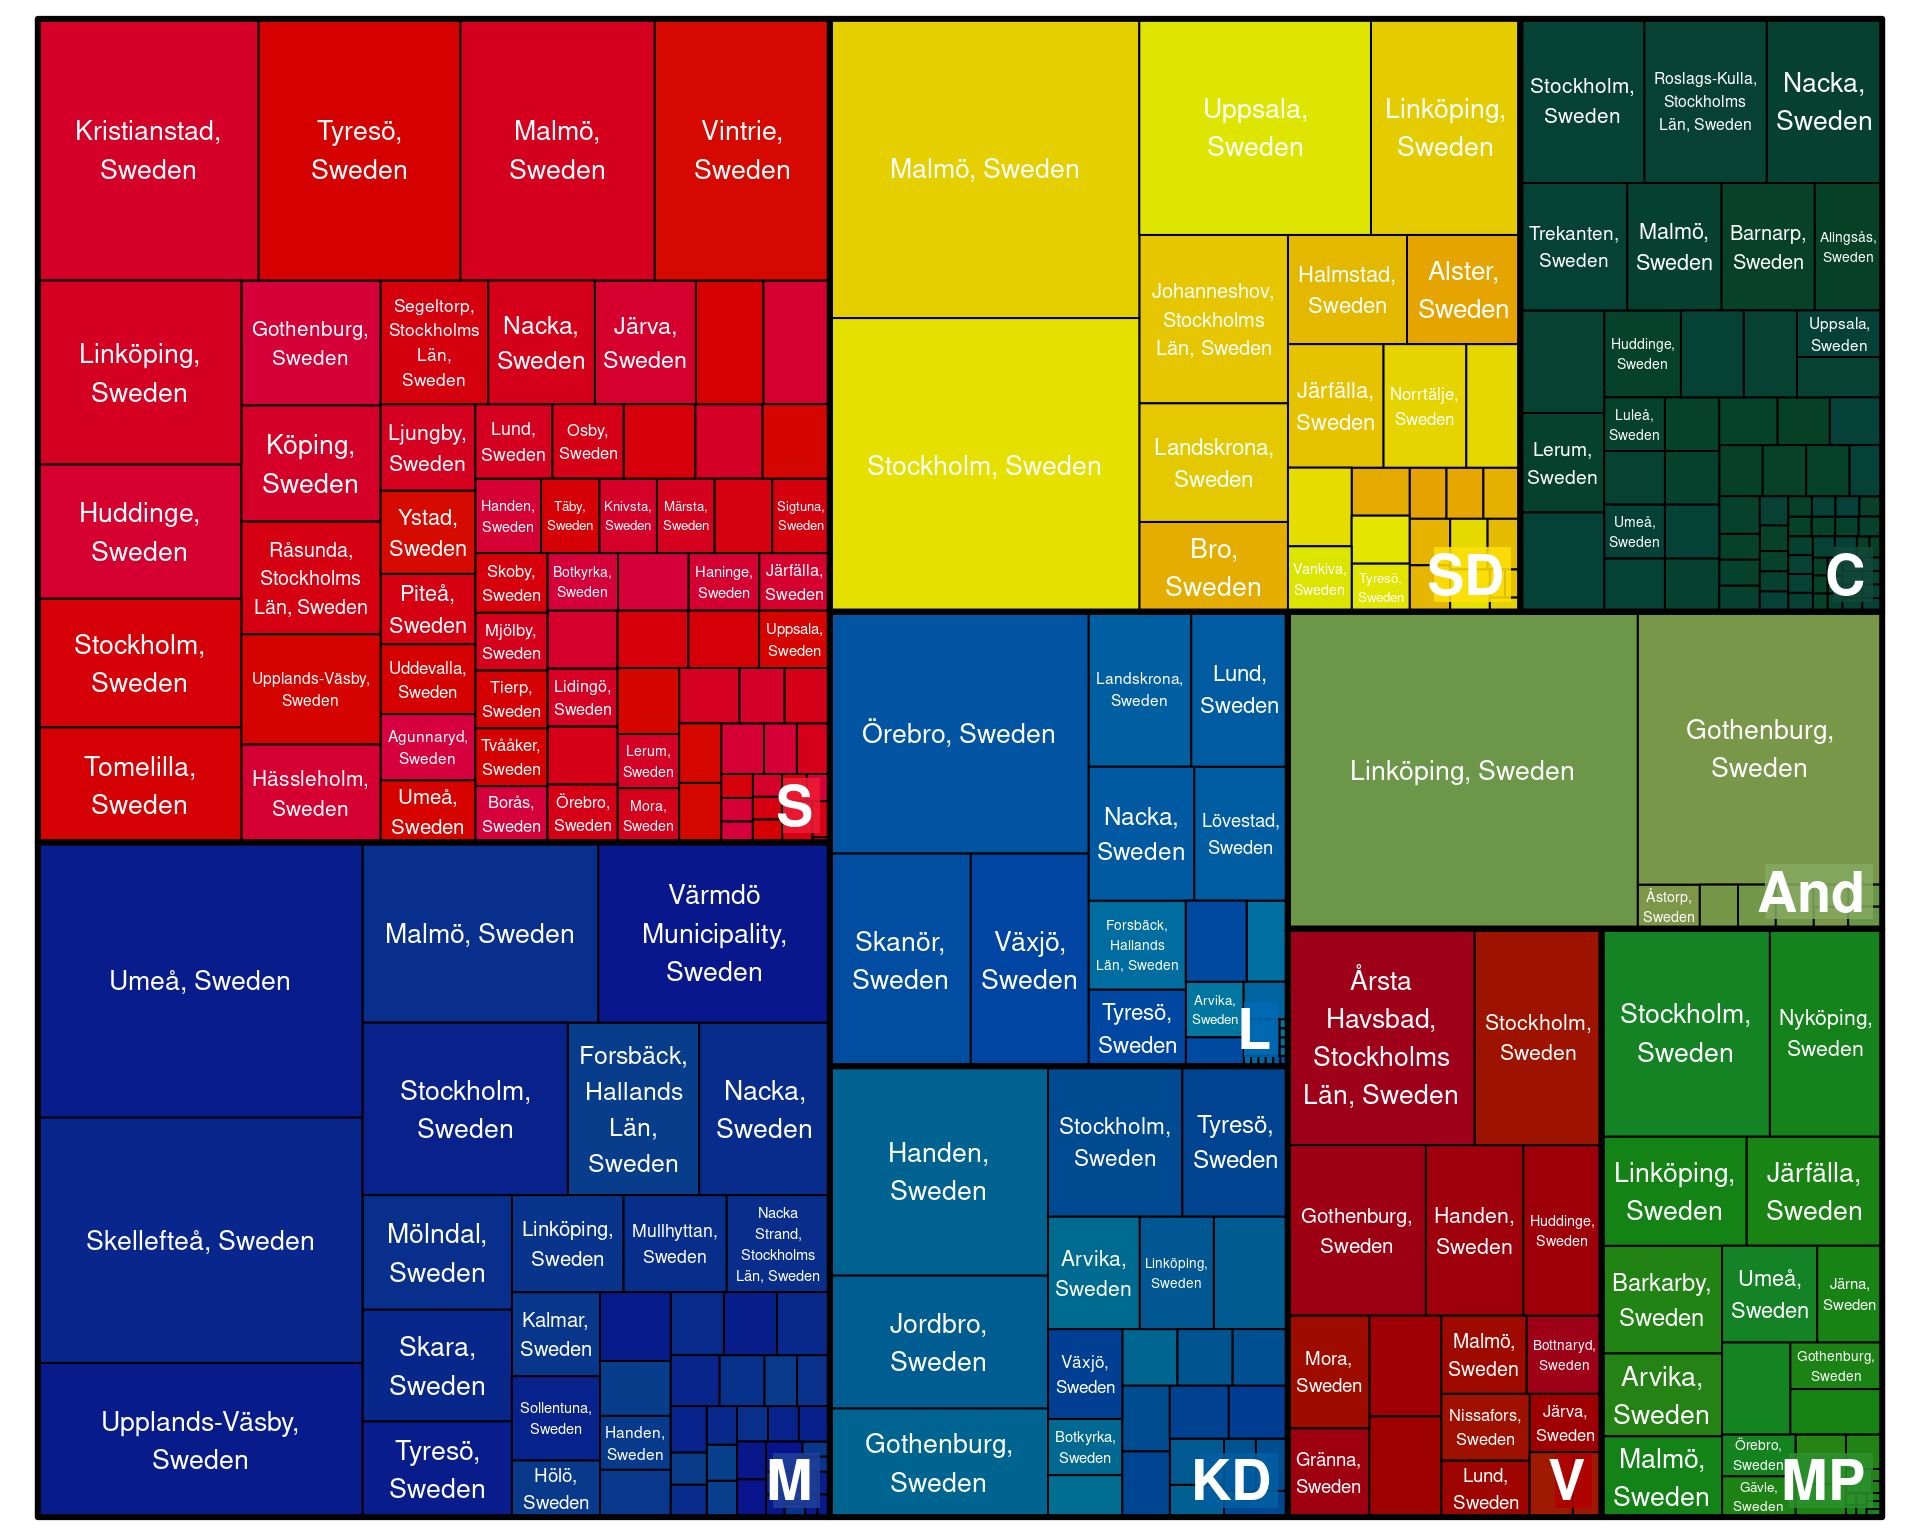 Kristianstad,
Sweden
Tyresö,
Sweden
Malmö,
Sweden
Vintrie,
Sweden
Linköping,
Sweden
Huddinge,
Sweden
Stockholm,
Sweden
Tomelilla,
Sweden
Gothenburg,
Sweden
Köping,
Sweden
Råsunda,
Stockholms
Län, Sweden
Upplands-Väsby,
Sweden
Hässleholm,
Sweden
Segeltorp,
Stockholms
Län,
Sweden
Nacka,
Sweden
Järva,
Sweden
Ljungby,
Sweden
Ystad,
Sweden
Piteå,
Sweden
Uddevalla,
Sweden
Agunnaryd,
Sweden
Umeå,
Sweden
Lund,
Sweden
Osby,
Sweden
Handen,
Sweden
Täby,
Sweden
Knivsta,
Sweden
Märsta,
Sweden
Sigtuna,
Sweden
Skoby,
Sweden
Mjölby,
Sweden
Tierp,
Sweden
Tvååker,
Sweden
Borås,
Sweden
Botkyrka,
Sweden
Haninge,
Sweden
Järfälla,
Sweden
Uppsala,
Sweden
Lidingö,
Sweden
Örebro,
Sweden
Lerum,
Sweden
Mora,
Sweden
S
Umeå, Sweden
Skellefteå, Sweden
Upplands-Väsby,
Sweden
Malmö, Sweden
Värmdö
Municipality,
Sweden
Stockholm,
Sweden
Forsbäck,
Hallands
Län,
Sweden
Nacka,
Sweden
Mölndal,
Sweden
Skara,
Sweden
Tyresö,
Sweden
Linköping,
Sweden
Mullhyttan,
Sweden
Nacka
Strand,
Stockholms
Län, Sweden
Kalmar,
Sweden
Sollentuna,
Sweden
Hölö,
Sweden
Handen,
Sweden
M
Malmö, Sweden
Stockholm, Sweden
Uppsala,
Sweden
Linköping,
Sweden
Johanneshov,
Stockholms
Län, Sweden
Landskrona,
Sweden
Bro,
Sweden
Halmstad,
Sweden
Alster,
Sweden
Järfälla,
Sweden
Norrtälje,
Sweden
Vankiva,
Sweden
Tyresö,
Sweden
SD
Stockholm,
Sweden
Roslags-Kulla,
Stockholms
Län, Sweden
Nacka,
Sweden
Trekanten,
Sweden
Malmö,
Sweden
Barnarp,
Sweden
Alingsås,
Sweden
Lerum,
Sweden
Huddinge,
Sweden
Uppsala,
Sweden
Luleå,
Sweden
Umeå,
Sweden
C
Örebro, Sweden
Skanör,
Sweden
Växjö,
Sweden
Landskrona,
Sweden
Lund,
Sweden
Nacka,
Sweden
Lövestad,
Sweden
Forsbäck,
Hallands
Län, Sweden
Tyresö,
Sweden
Arvika,
Sweden
L
Handen,
Sweden
Jordbro,
Sweden
Gothenburg,
Sweden
Stockholm,
Sweden
Tyresö,
Sweden
Arvika,
Sweden
Linköping,
Sweden
Växjö,
Sweden
Botkyrka,
Sweden
KD
Linköping, Sweden
Gothenburg,
Sweden
Åstorp,
Sweden
And
Årsta
Havsbad,
Stockholms
Län, Sweden
Stockholm,
Sweden
Gothenburg,
Sweden
Handen,
Sweden
Huddinge,
Sweden
Mora,
Sweden
Gränna,
Sweden
Malmö,
Sweden
Bottnaryd,
Sweden
Nissafors,
Sweden
Järva,
Sweden
Lund,
Sweden
V
Stockholm,
Sweden
Nyköping,
Sweden
Linköping,
Sweden
Järfälla,
Sweden
Barkarby,
Sweden
Arvika,
Sweden
Malmö,
Sweden
Umeå,
Sweden
Järna,
Sweden
Gothenburg,
Sweden
Örebro,
Sweden
Gävle,
Sweden
MP